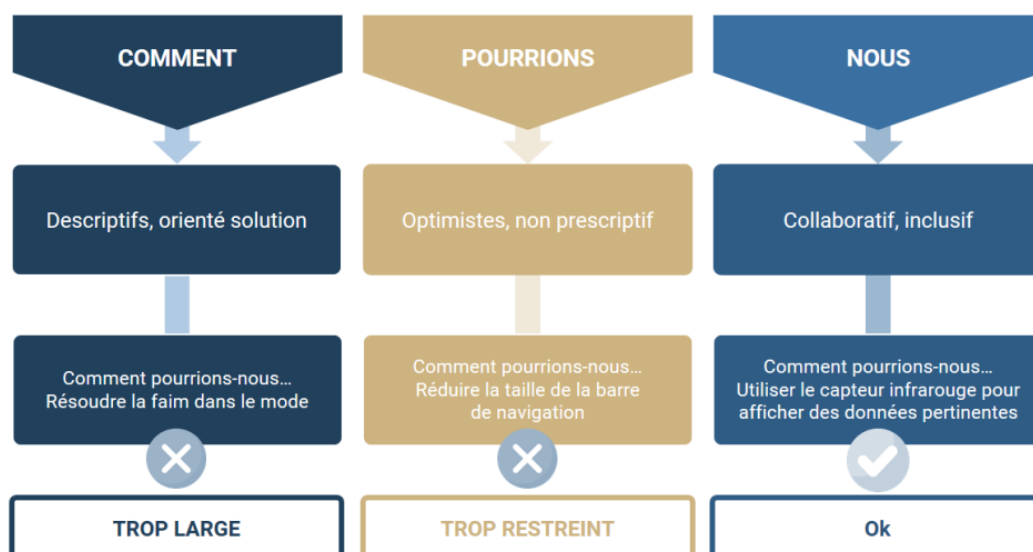 COMMENT
POURRIONS
NOUS
Descriptifs, orienté solution
Optimistes, non prescriptif
Collaboratif, inclusif
Comment pourrions-nous…
Résoudre la faim dans le mode
Comment pourrions-nous…
Réduire la taille de la barre
de navigation
Comment pourrions-nous…
Utiliser le capteur infrarouge pour
afficher des données pertinentes
TROP LARGE
TROP RESTREINT
Ok